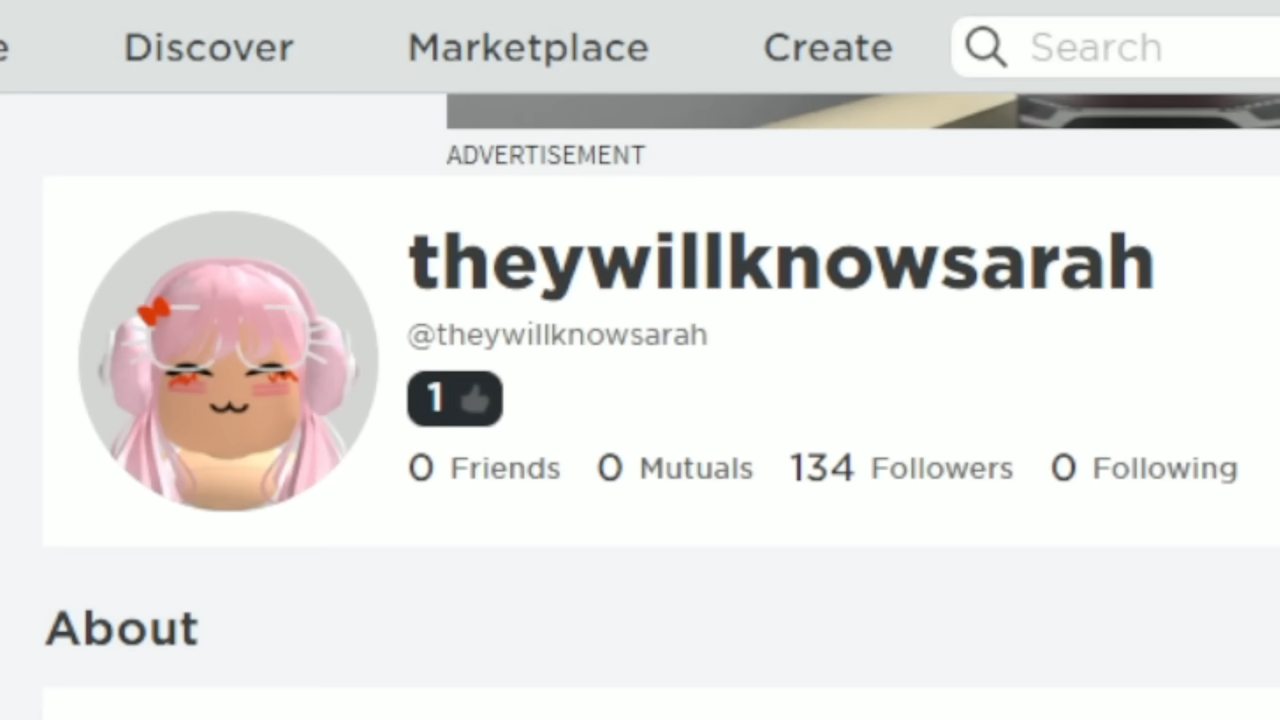 e Discover Marketplace Create Search
ADVERTISEMENT
theywillknowsarah
@theywillknowsarah
1
0 Friends 0 Mutuals 134 Followers 0 Following
About